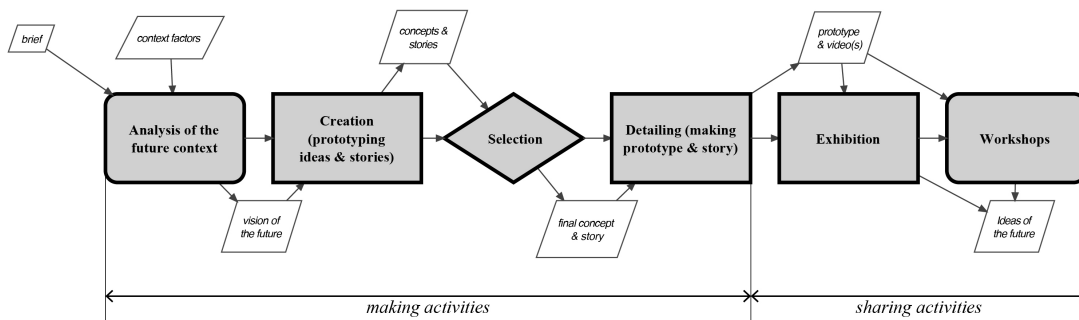 brief
context factors
concepts &
stories
prototype
& video(s)
Analysis of the
future context
Creation
(prototyping
ideas & stories)
Selection
Detailing (making
prototype & story)
Exhibition
Workshops
vision of
the future
final concept
& story
Ideas of
the future
making activities
sharing activities